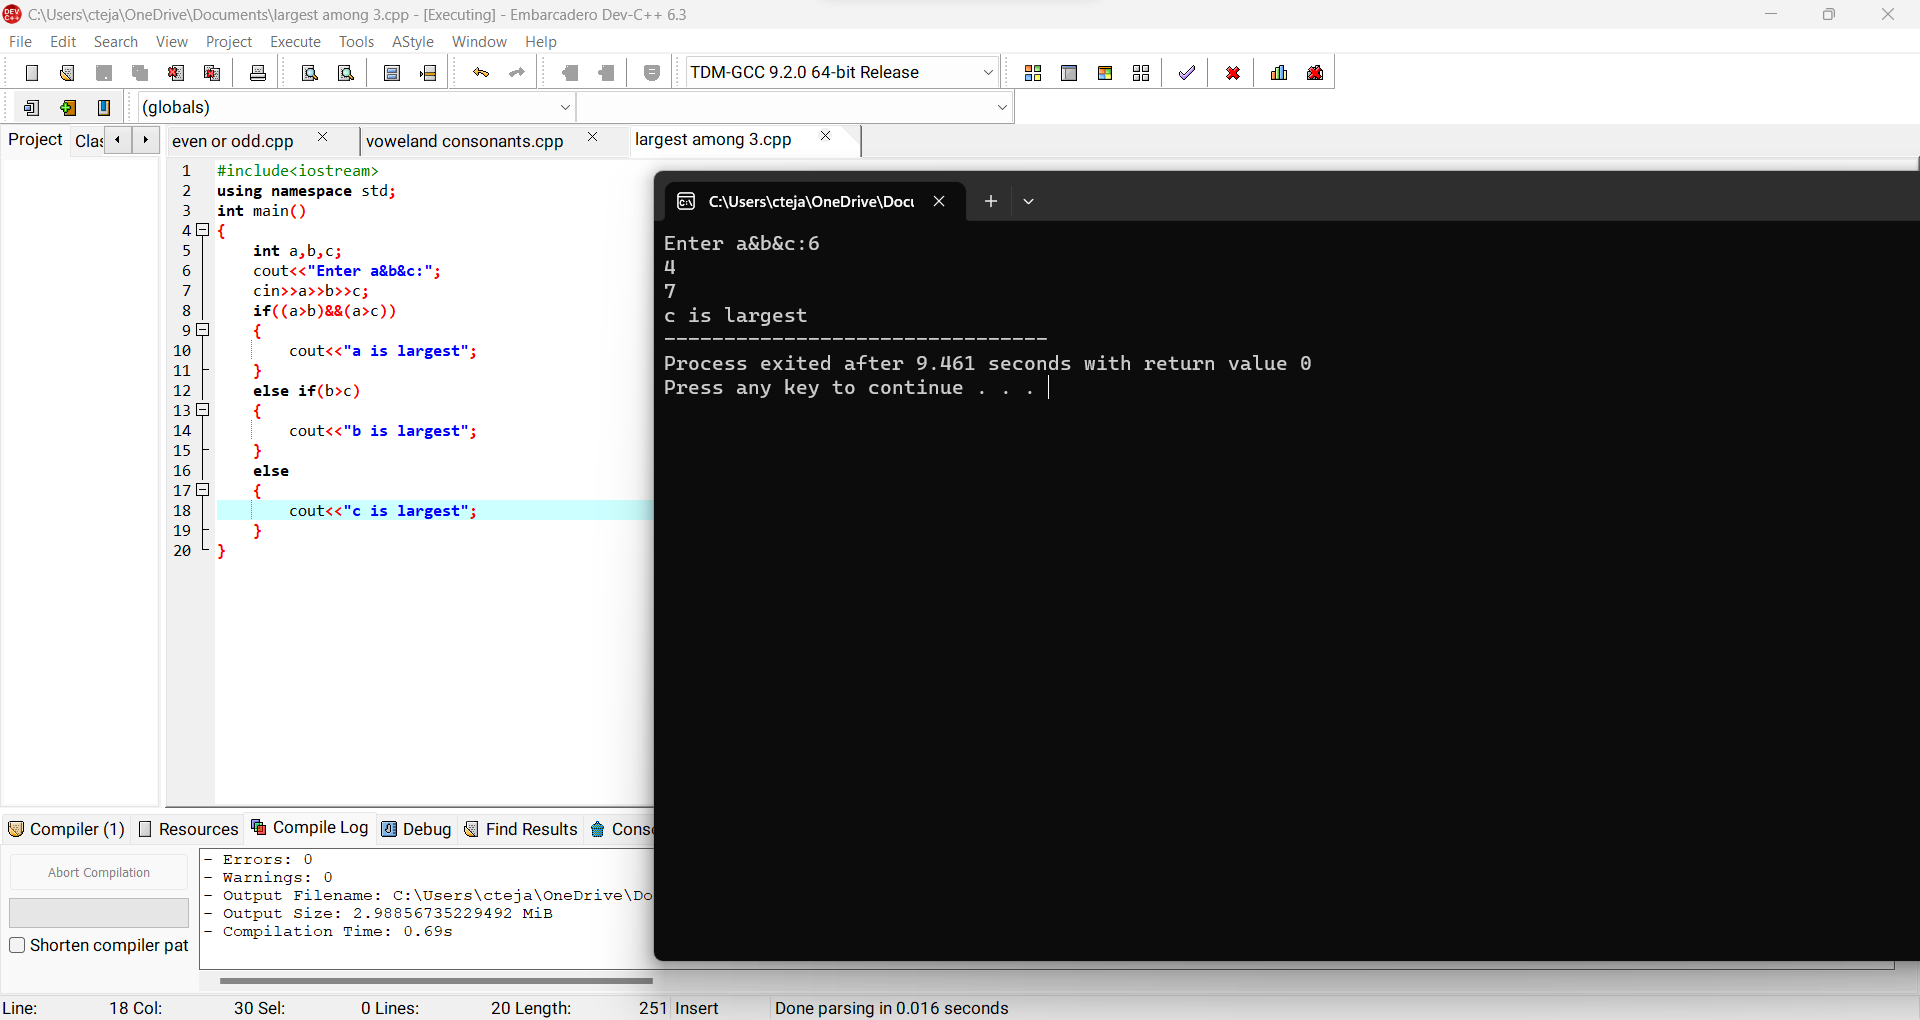 C:\Users\cteja\OneDrive\Documents\largest among 3.cpp - [Executing] - Embarcadero Dev-C++ 6.3
File Edit Search View Project Execute Tools AStyle Window Help
TDM-GCC 9.2.0 64-bit Release
(globals)
Project Clas
even or odd.cpp voweland consonants.cpp largest among 3.cpp
1 #include<iostream>
2 using namespace std;
3 int main()
4 {
5 int a,b,c;
6 cout<<"Enter a&b&c:";
7 cin>>a>>b>>c;
8 if((a>b)&&(a>c))
9 {
10 cout<<"a is largest";
11 }
12 else if(b>c)
13 {
14 cout<<"b is largest";
15 }
16 else
17 {
18 cout<<"c is largest";
19 }
20 }
C:\Users\cteja\OneDrive\Docu
Enter a&b&c:6
4
7
c is largest
--------------------------------
Process exited after 9.461 seconds with return value 0
Press any key to continue . . .
Compiler (1) Resources Compile Log Debug Find Results Conso
Abort Compilation
Shorten compiler pat
- Errors: 0
- Warnings: 0
- Output Filename: C:\Users\cteja\OneDrive\Do
- Output Size: 2.98856735229492 MiB
- Compilation Time: 0.69s
Line: 18 Col: 30 Sel: 0 Lines: 20 Length: 251 Insert Done parsing in 0.016 seconds